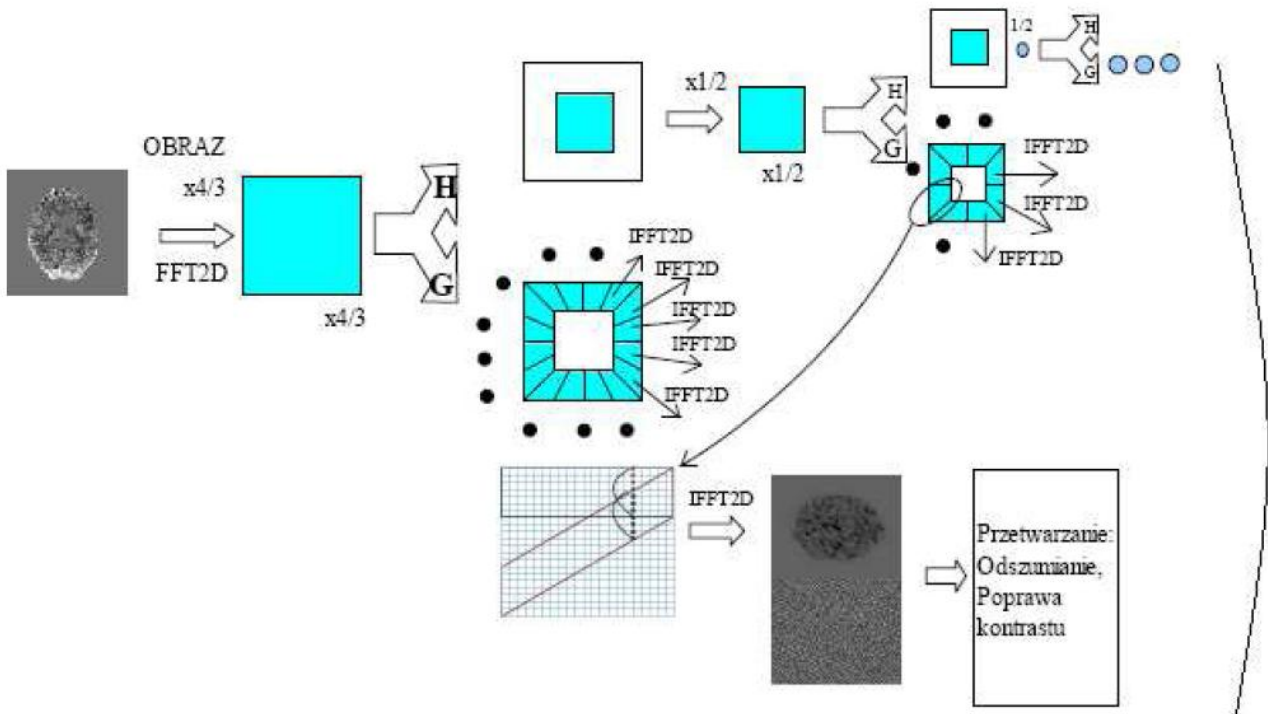 OBRAZ
x4/3
FFT2D
x4/3
H
G
x1/2
x1/2
H
G
1/2
H
G
IFFT2D
IFFT2D
IFFT2D
IFFT2D
IFFT2D
IFFT2D
IFFT2D
IFFT2D
IFFT2D
Przetwarzanie:
Odszumianie,
Poprawa
kontrastu